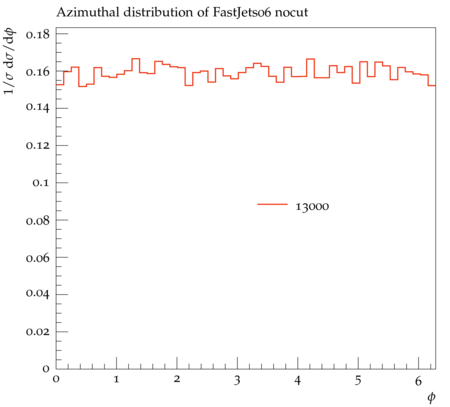 Azimuthal distribution of FastJets06 nocut
1/σ dσ/dϕ
0.18
0.16
0.14
0.12
0.1
0.08
0.06
0.04
0.02
0
13000
0 1 2 3 4 5 6
ϕ